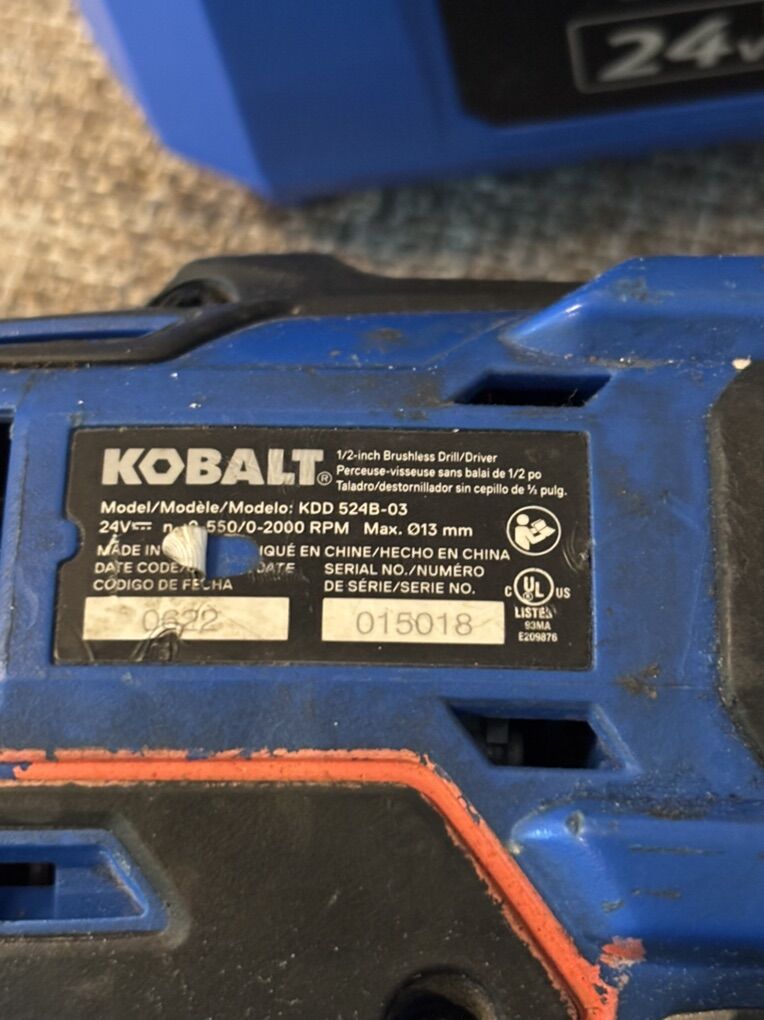 24V
KOBALT®
1/2-inch Brushless Drill/Driver
Perceuse-visseuse sans balai de 1/2 po
Taladro/destornillador sin cepillo de ½ pulg.
Model/Modèle/Modelo: KDD 524B-03
24V⎓ 0-550/0-2000 RPM Max. Ø13 mm
MADE IN EN CHINE/HECHO EN CHINA
DATE CODE/ DATE SERIAL NO./NUMÉRO
CÓDIGO DE FECHA DE SÉRIE/SERIE NO.
0622 015018
C UL US
LISTED
93MA
E209876